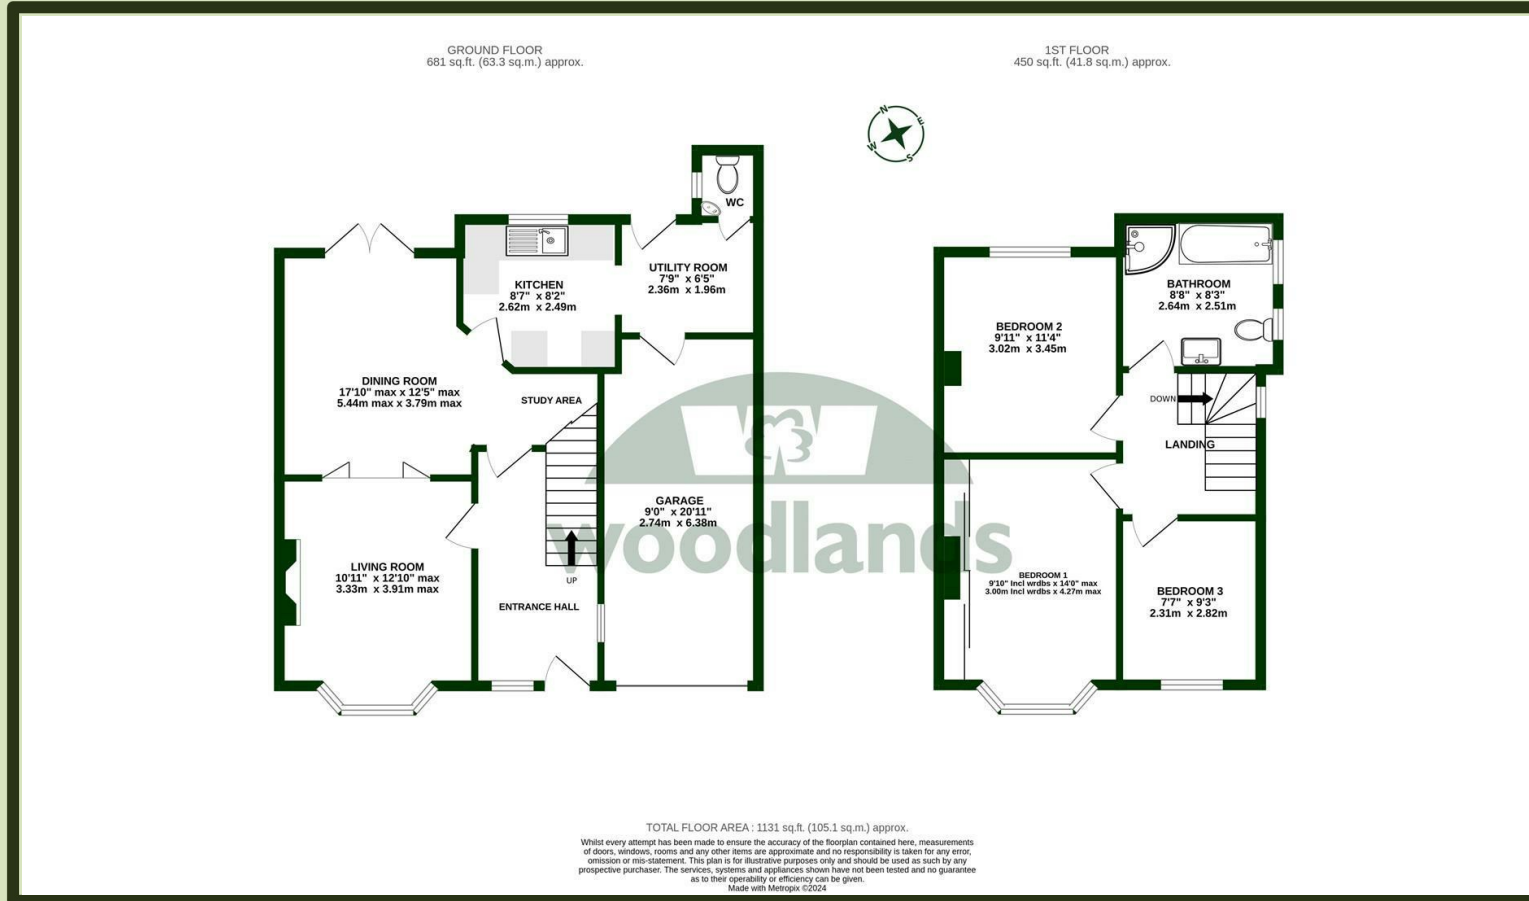 GROUND FLOOR
681 sq.ft. (63.3 sq.m.) approx.
1ST FLOOR
450 sq.ft. (41.8 sq.m.) approx.
N
E
W
S
WC
UTILITY ROOM
7'9" x 6'5"
2.36m x 1.96m
KITCHEN
8'7" x 8'2"
2.62m x 2.49m
DINING ROOM
17'10" max x 12'5" max
5.44m max x 3.79m max
STUDY AREA
GARAGE
9'0" x 20'11"
2.74m x 6.38m
LIVING ROOM
10'11" x 12'10" max
3.33m x 3.91m max
UP
ENTRANCE HALL
BATHROOM
8'8" x 8'3"
2.64m x 2.51m
BEDROOM 2
9'11" x 11'4"
3.02m x 3.45m
DOWN
LANDING
BEDROOM 1
9'10" Incl wrdbs x 14'0" max
3.00m Incl wrdbs x 4.27m max
BEDROOM 3
7'7" x 9'3"
2.31m x 2.82m
woodlands
TOTAL FLOOR AREA : 1131 sq.ft. (105.1 sq.m.) approx.
Whilst every attempt has been made to ensure the accuracy of the floorplan contained here, measurements
of doors, windows, rooms and any other items are approximate and no responsibility is taken for any error,
omission or mis-statement. This plan is for illustrative purposes only and should be used as such by any
prospective purchaser. The services, systems and appliances shown have not been tested and no guarantee
as to their operability or efficiency can be given.
Made with Metropix ©2024